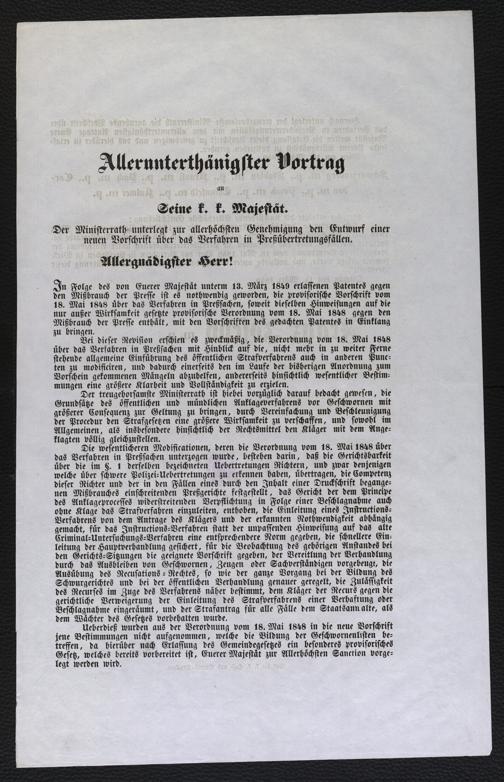 Allerunterthänigster Vortrag
an
Seine k. k. Majestät.
Der Ministerrath unterlegt zur allerhöchsten Genehmigung den Entwurf einer
neuen Vorschrift über das Verfahren in Preßübertretungsfällen.
Allergnädigster Herr!
In Folge des von Euerer Majestät unterm 13. März 1849 erlassenen Patentes gegen
den Mißbrauch der Presse ist es nothwendig geworden, die provisorische Vorschrift vom
18. Mai 1848 über das Verfahren in Preßsachen, soweit dieselben Hinweisungen auf die
nur außer Wirksamkeit gesetzte provisorische Verordnung vom 18. Mai 1848 gegen den
Mißbrauch der Presse enthält, mit den Vorschriften des gedachten Patentes in Einklang
zu bringen.
Bei dieser Revision erschien es zweckmäßig, die Verordnung vom 18. Mai 1848
über das Verfahren in Preßsachen mit Hinblick auf die, nicht mehr in zu weiter Ferne
stehende allgemeine Einführung des öffentlichen Strafverfahrens auch in anderen Punc-
ten zu modificiren, und dadurch einerseits den im Laufe der bisherigen Anordnung zum
Vorschein gekommenen Mängeln abzuhelfen, andererseits hinsichtlich wesentlicher Bestim-
mungen eine größere Klarheit und Vollständigkeit zu erzielen.
Der treugehorsamste Ministerrath ist hiebei vorzüglich darauf bedacht gewesen, die
Grundsätze des öffentlichen und mündlichen Anklageverfahrens vor Geschwornen mit
größerer Consequenz zur Geltung zu bringen, durch Vereinfachung und Beschleunigung
der Procedur den Strafgesetzen eine größere Wirksamkeit zu verschaffen, und sowohl im
Allgemeinen, als insbesondere hinsichtlich der Rechtsmittel den Kläger mit dem Ange-
klagten völlig gleichzustellen.
Die wesentlicheren Modificationen, deren die Verordnung vom 18. Mai 1848 über
das Verfahren in Preßsachen unterzogen wurde, bestehen darin, daß die Gerichtsbarkeit
über die im §. 1 derselben bezeichneten Uebertretungen Richtern, und zwar denjenigen
welche über schwere Polizei-Uebertretungen zu erkennen haben, übertragen, die Competenz
dieser Richter und der in den Fällen eines durch den Inhalt einer Druckschrift begange-
nen Mißbrauches einschreitenden Preßgerichte festgestellt, das Gericht der dem Principe
des Anklageprocesses widerstreitenden Verpflichtung in Folge einer Beschlagnahme auch
ohne Klage das Strafverfahren einzuleiten, enthoben, die Einleitung eines Instructions-
Verfahrens von dem Antrage des Klägers und der erkannten Nothwendigkeit abhängig
gemacht, für das Instructions-Verfahren statt der unpassenden Hinweisung auf das alte
Criminal-Untersuchungs-Verfahren eine entsprechendere Norm gegeben, die schnellere Ein-
leitung der Hauptverhandlung gesichert, für die Beobachtung des gehörigen Anstandes bei
den Gerichts-Sitzungen die geeignete Vorschrift gegeben, der Vereitlung der Verhandlung
durch das Ausbleiben von Geschwornen, Zeugen oder Sachverständigen vorgebeugt, die
Ausübung des Recusations-Rechtes, so wie der ganze Vorgang bei der Bildung des
Schwurgerichtes und bei der öffentlichen Verhandlung genauer geregelt, die Zulässigkeit
des Recurses im Zuge des Verfahrens näher bestimmt, dem Kläger der Recurs gegen die
gerichtliche Verweigerung der Einleitung des Strafverfahrens einer Verhaftung oder
Beschlagnahme eingeräumt, und der Strafantrag für alle Fälle dem Staatsanwalte, als
dem Wächter des Gesetzes vorbehalten wurde.
Ueberdieß wurden aus der Verordnung vom 18. Mai 1848 in die neue Vorschrift
jene Bestimmungen nicht aufgenommen, welche die Bildung der Geschwornenlisten be-
treffen, da hierüber nach Erlassung des Gemeindegesetzes ein besonderes provisorisches
Gesetz, welches bereits vorbereitet ist, Euerer Majestät zur Allerhöchsten Sanction vorge-
legt werden wird.